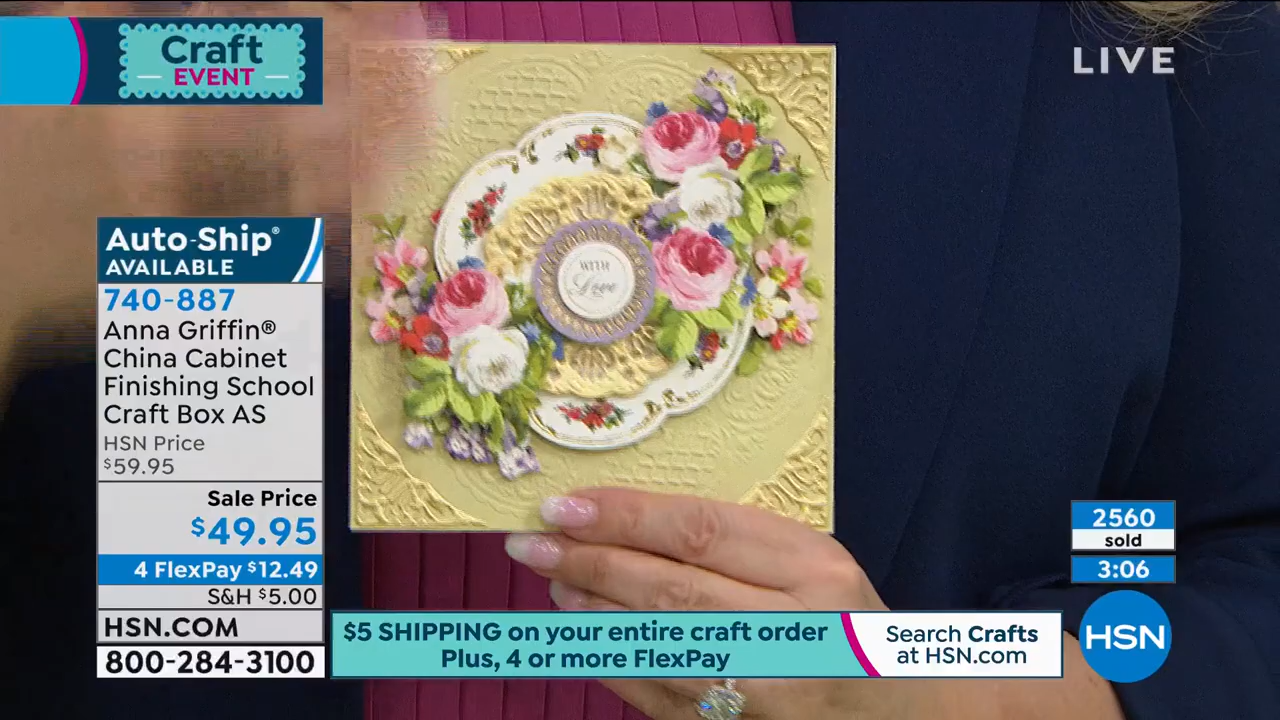 Craft
EVENT
LIVE
Auto-Ship®
AVAILABLE
740-887
Anna Griffin®
China Cabinet
Finishing School
Craft Box AS
HSN Price
$59.95
Sale Price
$49.95
4 FlexPay $12.49
S&H $5.00
HSN.COM
800-284-3100
WITH
Love
2560
sold
3:06
$5 SHIPPING on your entire craft order
Plus, 4 or more FlexPay
Search Crafts
at HSN.com
HSN